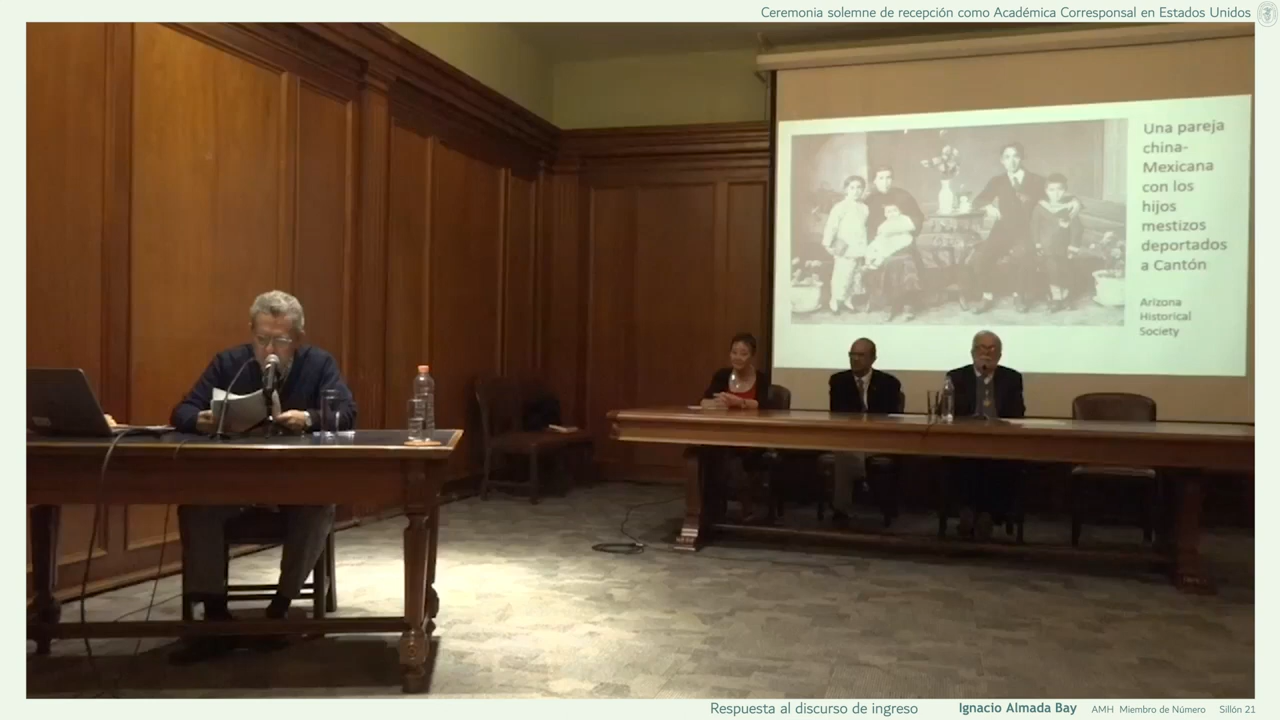 Ceremonia solemne de recepción como Académica Corresponsal en Estados Unidos
Una pareja
china-
Mexicana
con los
hijos
mestizos
deportados
a Cantón
Arizona
Historical
Society
Respuesta al discurso de ingreso
Ignacio Almada Bay AMH Miembro de Número Sillón 21